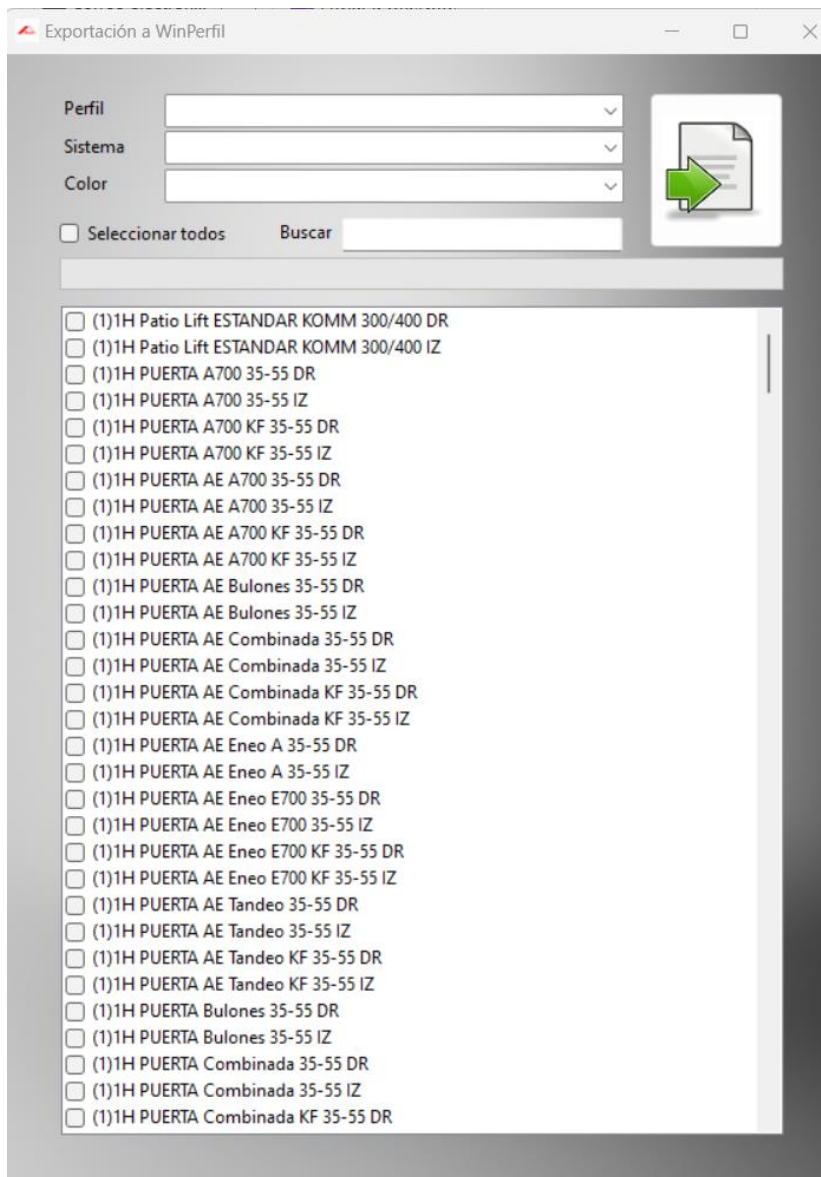 Exportación a WinPerfil
Perfil
Sistema
Color
Seleccionar todos Buscar
(1)1H Patio Lift ESTANDAR KOMM 300/400 DR
(1)1H Patio Lift ESTANDAR KOMM 300/400 IZ
(1)1H PUERTA A700 35-55 DR
(1)1H PUERTA A700 35-55 IZ
(1)1H PUERTA A700 KF 35-55 DR
(1)1H PUERTA A700 KF 35-55 IZ
(1)1H PUERTA AE A700 35-55 DR
(1)1H PUERTA AE A700 35-55 IZ
(1)1H PUERTA AE A700 KF 35-55 DR
(1)1H PUERTA AE A700 KF 35-55 IZ
(1)1H PUERTA AE Bulones 35-55 DR
(1)1H PUERTA AE Bulones 35-55 IZ
(1)1H PUERTA AE Combinada 35-55 DR
(1)1H PUERTA AE Combinada 35-55 IZ
(1)1H PUERTA AE Combinada KF 35-55 DR
(1)1H PUERTA AE Combinada KF 35-55 IZ
(1)1H PUERTA AE Eneo A 35-55 DR
(1)1H PUERTA AE Eneo A 35-55 IZ
(1)1H PUERTA AE Eneo E700 35-55 DR
(1)1H PUERTA AE Eneo E700 35-55 IZ
(1)1H PUERTA AE Eneo E700 KF 35-55 DR
(1)1H PUERTA AE Eneo E700 KF 35-55 IZ
(1)1H PUERTA AE Tandeo 35-55 DR
(1)1H PUERTA AE Tandeo 35-55 IZ
(1)1H PUERTA AE Tandeo KF 35-55 DR
(1)1H PUERTA AE Tandeo KF 35-55 IZ
(1)1H PUERTA Bulones 35-55 DR
(1)1H PUERTA Bulones 35-55 IZ
(1)1H PUERTA Combinada 35-55 DR
(1)1H PUERTA Combinada 35-55 IZ
(1)1H PUERTA Combinada KF 35-55 DR